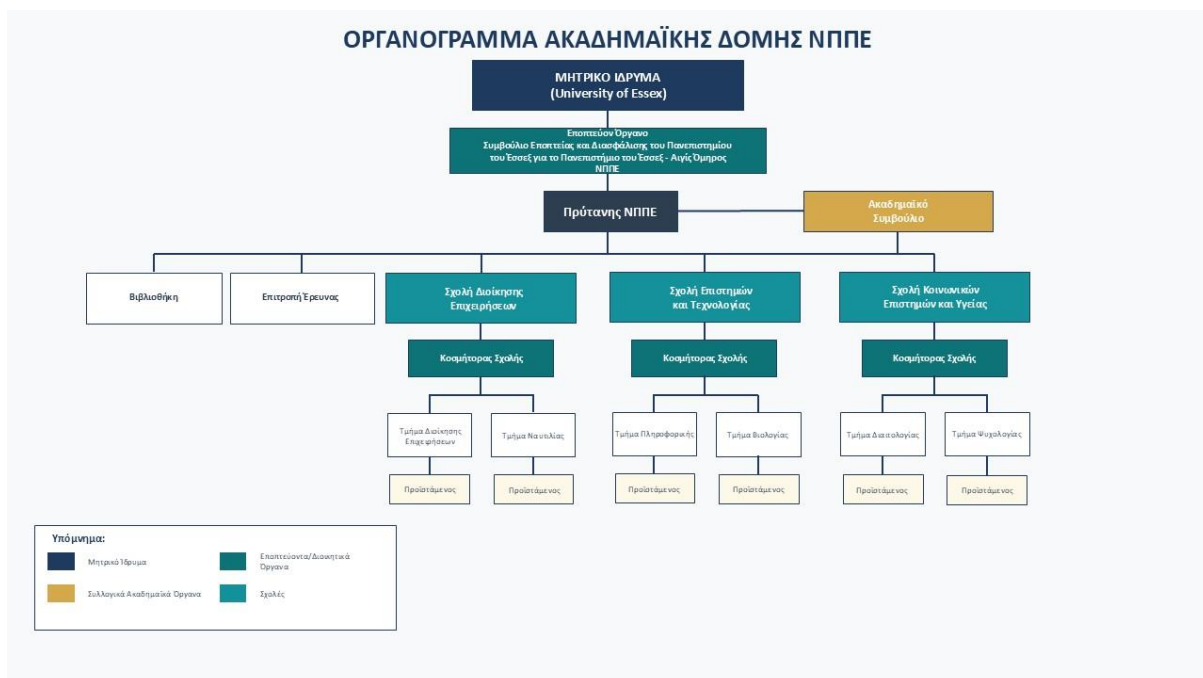 ΟΡΓΑΝΟΓΡΑΜΜΑ ΑΚΑΔΗΜΑΪΚΗΣ ΔΟΜΗΣ ΝΠΠΕ
ΜΗΤΡΙΚΟ ΙΔΡΥΜΑ
(University of Essex)
Εποπτεύον Όργανο
Συμβούλιο Εποπτείας και Διασφάλισης του Πανεπιστημίου
του Έσσεξ για το Πανεπιστήμιο του Έσσεξ - Αιγίς Όμηρος
ΝΠΠΕ
Πρύτανης ΝΠΠΕ
Ακαδημαϊκό
Συμβούλιο
Βιβλιοθήκη
Επιτροπή Έρευνας
Σχολή Διοίκησης
Επιχειρήσεων
Σχολή Επιστημών
και Τεχνολογίας
Σχολή Κοινωνικών
Επιστημών και Υγείας
Κοσμήτορας Σχολής
Κοσμήτορας Σχολής
Κοσμήτορας Σχολής
Τμήμα Διοίκησης
Επιχειρήσεων
Τμήμα Ναυτιλίας
Τμήμα Πληροφορικής
Τμήμα Βιολογίας
Τμήμα Διαιτολογίας
Τμήμα Ψυχολογίας
Προϊστάμενος
Προϊστάμενος
Προϊστάμενος
Προϊστάμενος
Προϊστάμενος
Προϊστάμενος
Υπόμνημα:
Μητρικό Ίδρυμα
Εποπτεύοντα/Διοικητικά
Όργανα
Συλλογικά Ακαδημαϊκά Όργανα
Σχολές